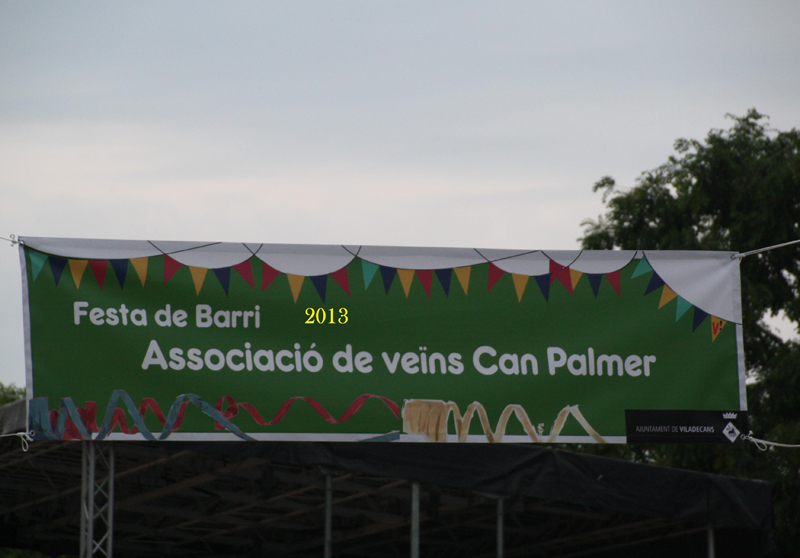 Festa de Barri 2013
Associació de veïns Can Palmer
AJUNTAMENT DE VILADECANS